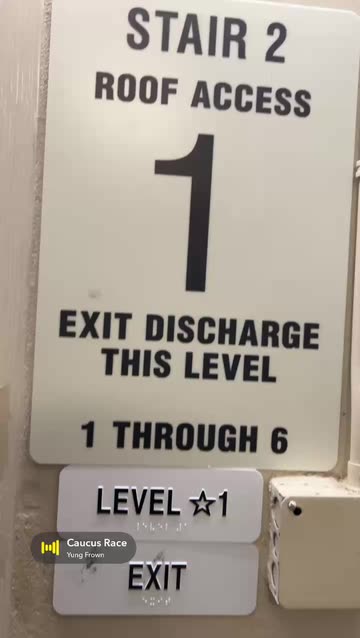 STAIR 2
ROOF ACCESS
1
EXIT DISCHARGE
THIS LEVEL
1 THROUGH 6
LEVEL ☆1
Caucus Race
Yung Frown
EXIT